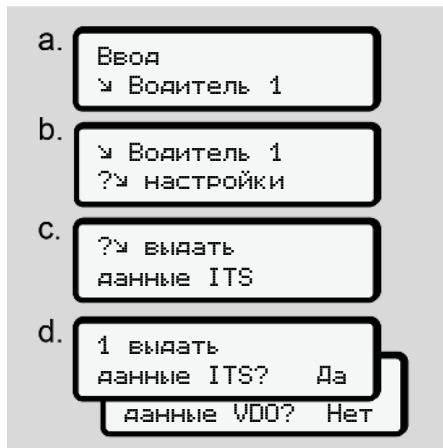 a.
Ввод
↘ Водитель 1
b.
↘ Водитель 1
?↘ настройки
c.
?↘ выдать
данные ITS
d.
1 выдать
данные ITS? Да
данные VDO? Нет